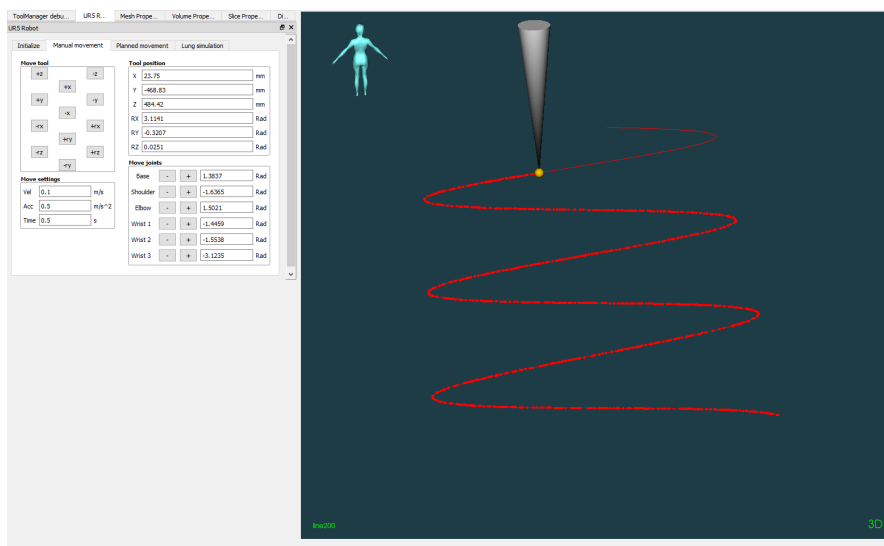 ToolManager debu... UR5 R... Mesh Prope... Volume Prope... Slice Prope... Di...
UR5 Robot
Initialize Manual movement Planned movement Lung simulation
Move tool
+z -z
+x
+y -y
-x
-rx +rx
+ry
-rz +rz
-ry
Move settings
Vel 0.1 m/s
Acc 0.5 m/s^2
Time 0.5 s
Tool position
X 23.75 mm
Y -468.83 mm
Z 484.42 mm
RX 3.1141 Rad
RY -0.3207 Rad
RZ 0.0251 Rad
Move joints
Base - + 1.3837 Rad
Shoulder - + -1.6365 Rad
Elbow - + 1.5021 Rad
Wrist 1 - + -1.4459 Rad
Wrist 2 - + -1.5538 Rad
Wrist 3 - + -3.1235 Rad
line200
3D